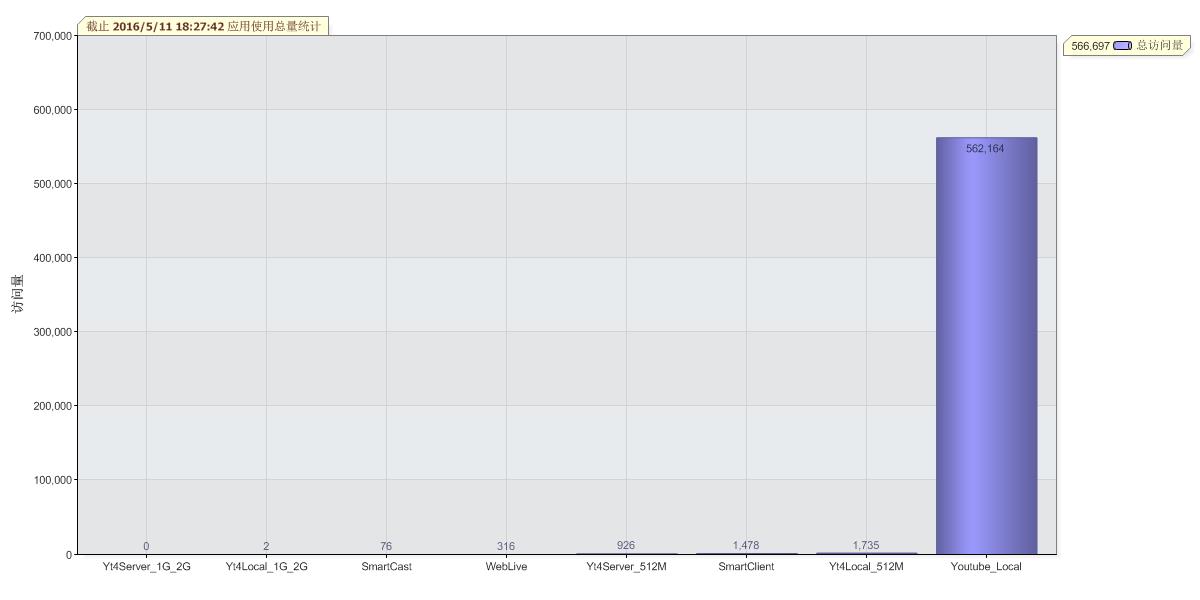 截止 2016/5/11 18:27:42 应用使用总量统计
566,697 总访问量
访问量
700,000
600,000
500,000
400,000
300,000
200,000
100,000
0
0 2 76 316 926 1,478 1,735 562,164
Yt4Server_1G_2G Yt4Local_1G_2G SmartCast WebLive Yt4Server_512M SmartClient Yt4Local_512M Youtube_Local